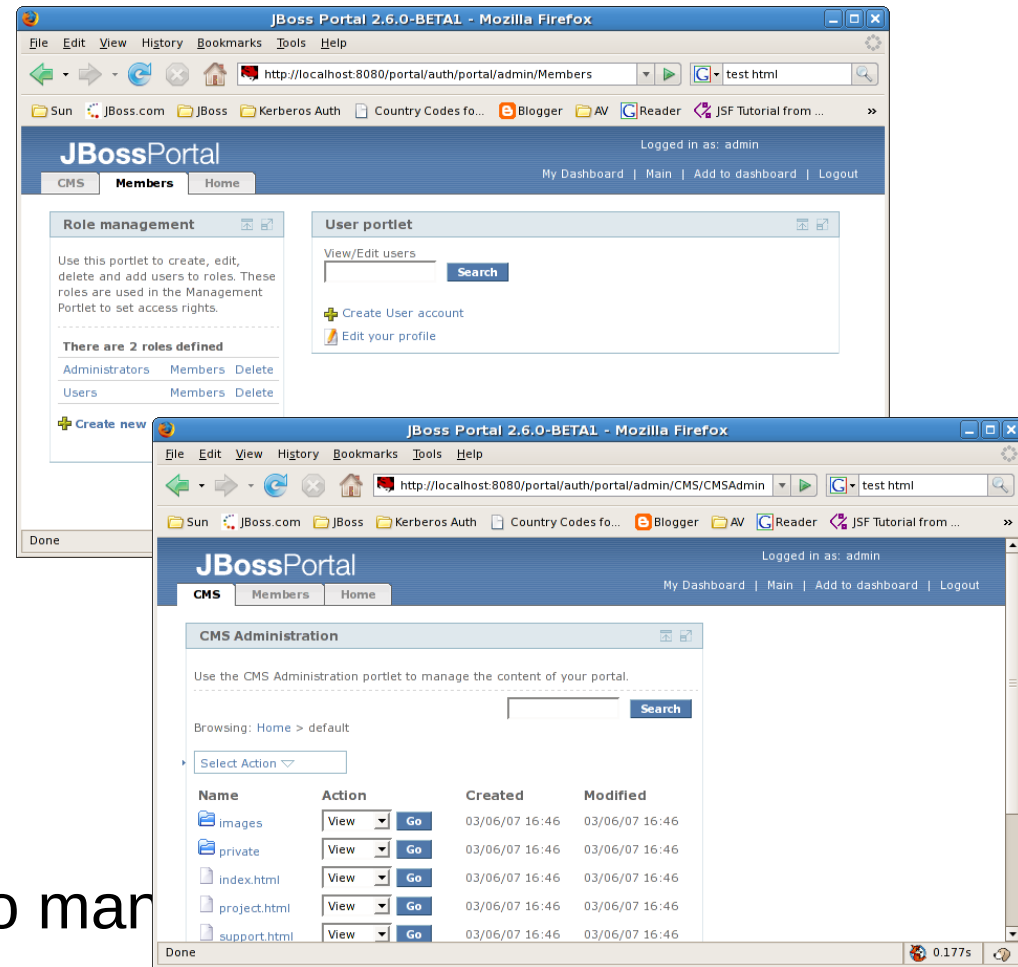 JBoss Portal 2.6.0-BETA1 - Mozilla Firefox
File Edit View History Bookmarks Tools Help
http://localhost:8080/portal/auth/portal/admin/Members
G test html
Sun JBoss.com JBoss Kerberos Auth Country Codes fo... Blogger AV Reader JSF Tutorial from ... »
JBossPortal
Logged in as: admin
My Dashboard | Main | Add to dashboard | Logout
CMS Members Home
Role management
Use this portlet to create, edit,
delete and add users to roles. These
roles are used in the Management
Portlet to set access rights.
There are 2 roles defined
Administrators Members Delete
Users Members Delete
Create new
User portlet
View/Edit users
Search
Create User account
Edit your profile
Done
JBoss Portal 2.6.0-BETA1 - Mozilla Firefox
File Edit View History Bookmarks Tools Help
http://localhost:8080/portal/auth/portal/admin/CMS/CMSAdmin
G test html
Sun JBoss.com JBoss Kerberos Auth Country Codes fo... Blogger AV Reader JSF Tutorial from ... »
JBossPortal
Logged in as: admin
My Dashboard | Main | Add to dashboard | Logout
CMS Members Home
CMS Administration
Use the CMS Administration portlet to manage the content of your portal.
Search
Browsing: Home > default
Select Action
Name Action Created Modified
images View Go 03/06/07 16:46 03/06/07 16:46
private View Go 03/06/07 16:46 03/06/07 16:46
index.html View Go 03/06/07 16:46 03/06/07 16:46
project.html View Go 03/06/07 16:46 03/06/07 16:46
support.html View Go 03/06/07 16:46 03/06/07 16:46
Done 0.177s
o man